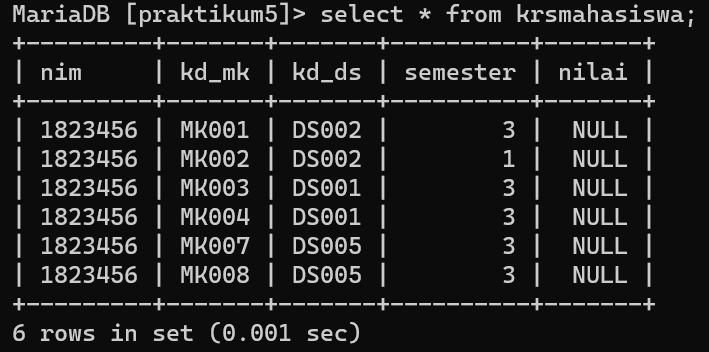 MariaDB [praktikum5]> select * from krsmahasiswa;
+---------+-------+-------+----------+-------+
| nim     | kd_mk | kd_ds | semester | nilai |
+---------+-------+-------+----------+-------+
| 1823456 | MK001 | DS002 |        3 |  NULL |
| 1823456 | MK002 | DS002 |        1 |  NULL |
| 1823456 | MK003 | DS001 |        3 |  NULL |
| 1823456 | MK004 | DS001 |        3 |  NULL |
| 1823456 | MK007 | DS005 |        3 |  NULL |
| 1823456 | MK008 | DS005 |        3 |  NULL |
+---------+-------+-------+----------+-------+
6 rows in set (0.001 sec)